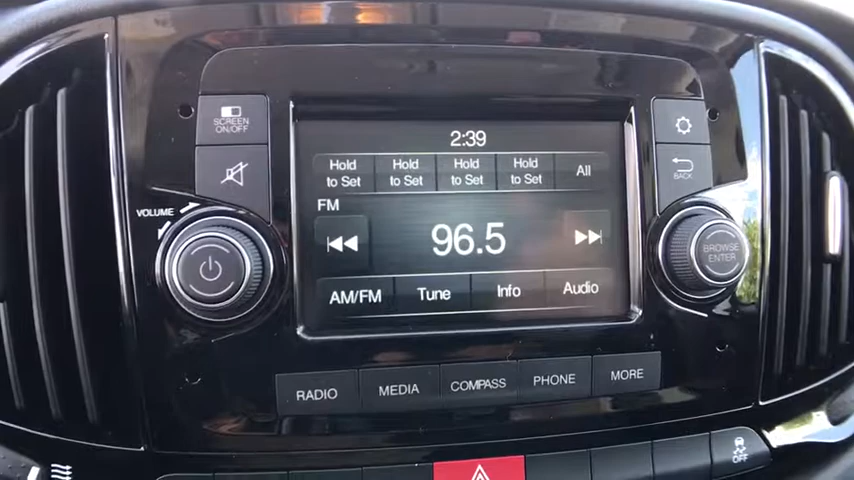 SCREEN
ON/OFF
2:39
Hold
to Set
Hold
to Set
Hold
to Set
Hold
to Set
All
BACK
VOLUME
FM
96.5
BROWSE
ENTER
AM/FM
Tune
Info
Audio
RADIO
MEDIA
COMPASS
PHONE
MORE
OFF